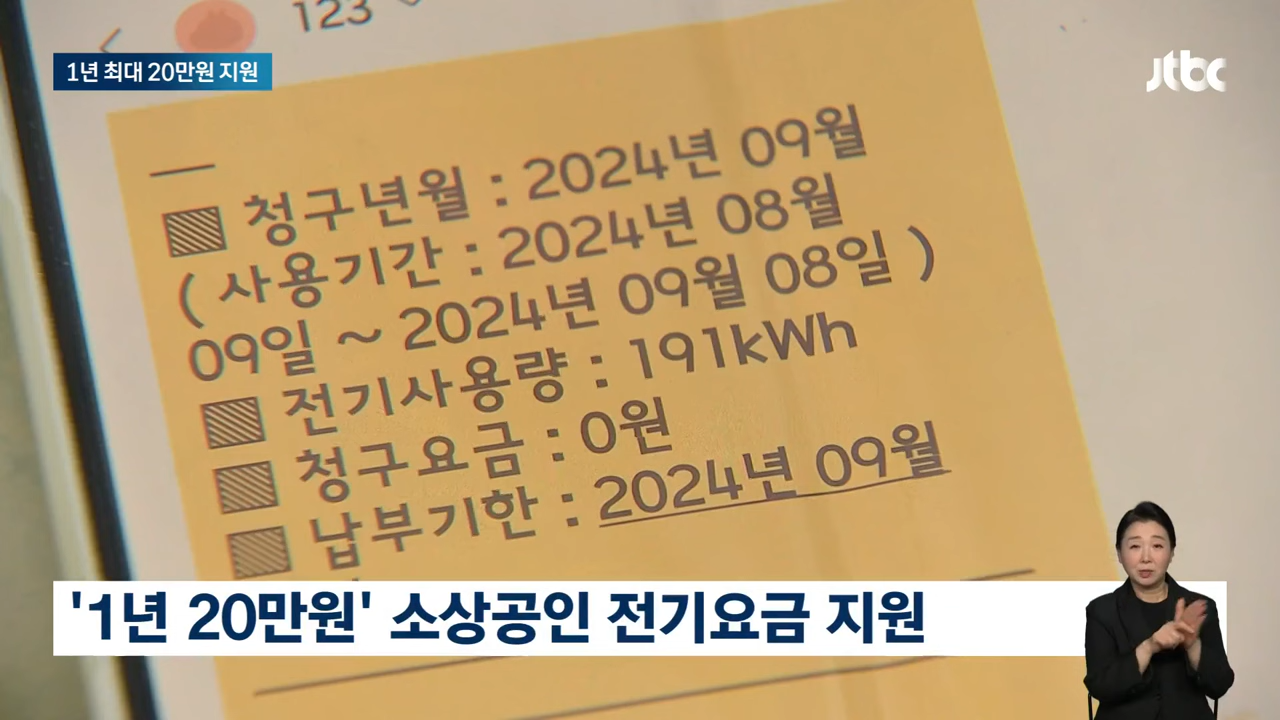 123
1년 최대 20만원 지원
jtbc
청구년월 : 2024년 09월
( 사용기간 : 2024년 08월
09일 ~ 2024년 09월 08일 )
전기사용량 : 191kWh
청구요금 : 0원
납부기한 : 2024년 09월
'1년 20만원' 소상공인 전기요금 지원